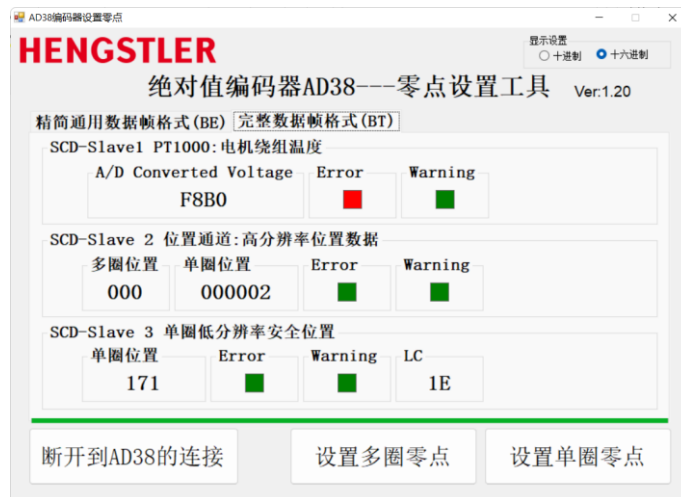 AD38编码器设置零点
HENGSTLER
显示设置
十进制 十六进制
绝对值编码器AD38---零点设置工具 Ver:1.20
精简通用数据帧格式(BE) 完整数据帧格式(BT)
SCD-Slave1 PT1000:电机绕组温度
A/D Converted Voltage Error Warning
F8B0
SCD-Slave 2 位置通道:高分辨率位置数据
多圈位置 单圈位置 Error Warning
000 000002
SCD-Slave 3 单圈低分辨率安全位置
单圈位置 Error Warning LC
171 1E
断开到AD38的连接 设置多圈零点 设置单圈零点